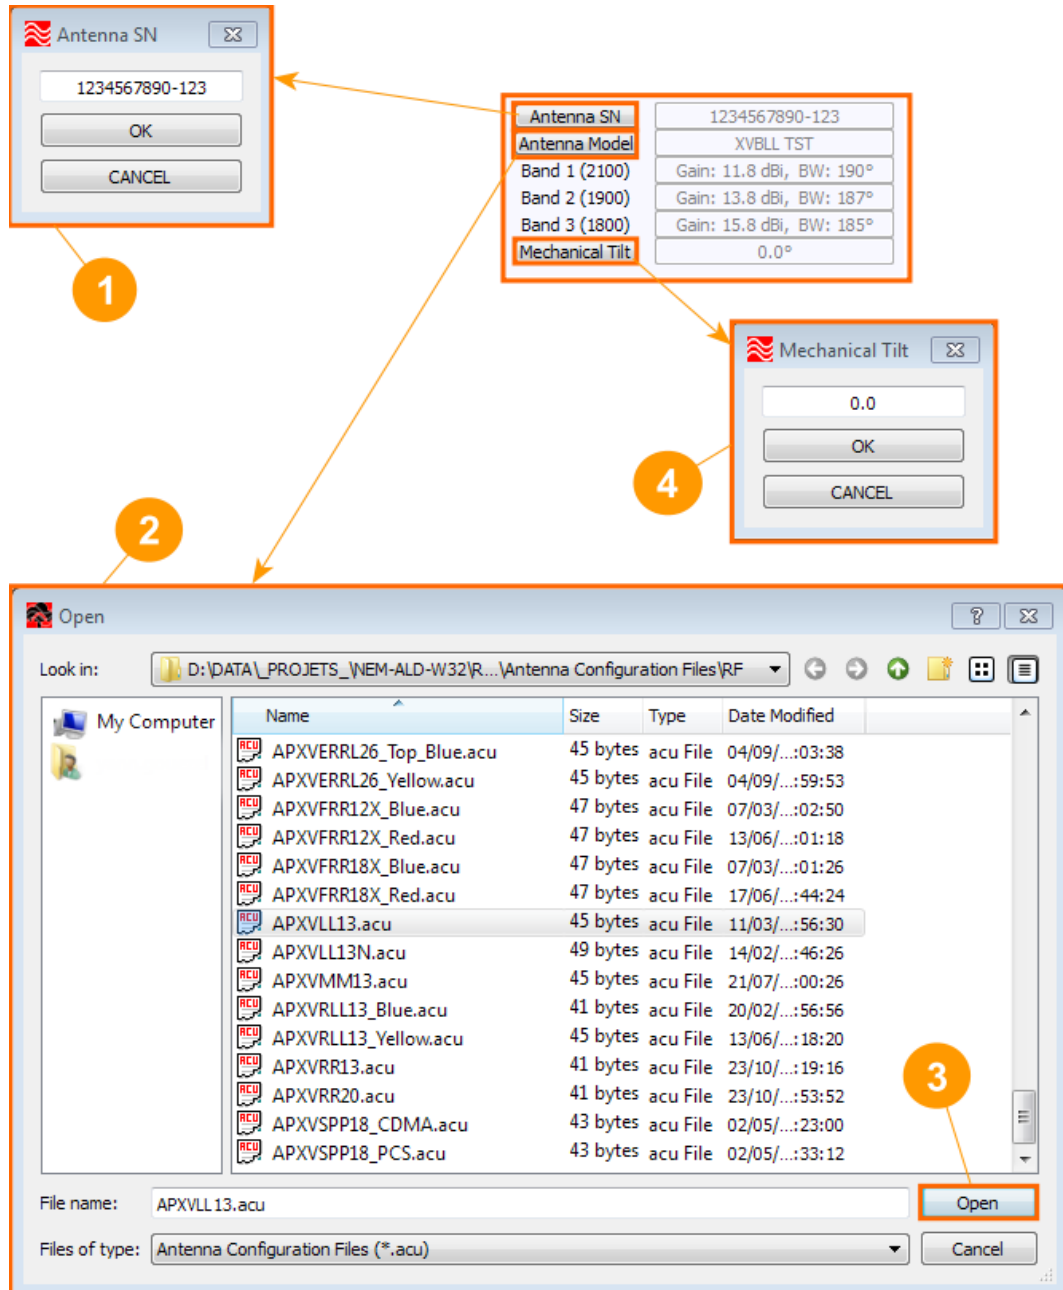 Antenna SN
1234567890-123
OK
CANCEL
1
Antenna SN 1234567890-123
Antenna Model XVBLL TST
Band 1 (2100) Gain: 11.8 dBi, BW: 190°
Band 2 (1900) Gain: 13.8 dBi, BW: 187°
Band 3 (1800) Gain: 15.8 dBi, BW: 185°
Mechanical Tilt 0.0°
Mechanical Tilt
0.0
OK
CANCEL
4
2
Open
Look in: D:\DATA\_PROJETS_\NEM-ALD-W32\R...\Antenna Configuration Files\RF
My Computer
Name Size Type Date Modified
APXVERRL26_Top_Blue.acu 45 bytes acu File 04/09/...:03:38
APXVERRL26_Yellow.acu 45 bytes acu File 04/09/...:59:53
APXVFRR12X_Blue.acu 47 bytes acu File 07/03/...:02:50
APXVFRR12X_Red.acu 47 bytes acu File 13/06/...:01:18
APXVFRR18X_Blue.acu 47 bytes acu File 07/03/...:01:26
APXVFRR18X_Red.acu 47 bytes acu File 17/06/...:44:24
APXVLL13.acu 45 bytes acu File 11/03/...:56:30
APXVLL13N.acu 49 bytes acu File 14/02/...:46:26
APXVMM13.acu 45 bytes acu File 21/07/...:00:26
APXVRLL13_Blue.acu 41 bytes acu File 20/02/...:56:56
APXVRLL13_Yellow.acu 45 bytes acu File 13/06/...:18:20
APXVRR13.acu 41 bytes acu File 23/10/...:19:16
APXVRR20.acu 41 bytes acu File 23/10/...:53:52
APXVSPP18_CDMA.acu 43 bytes acu File 02/05/...:23:00
APXVSPP18_PCS.acu 43 bytes acu File 02/05/...:33:12
3
File name: APXVLL13.acu Open
Files of type: Antenna Configuration Files (*.acu) Cancel